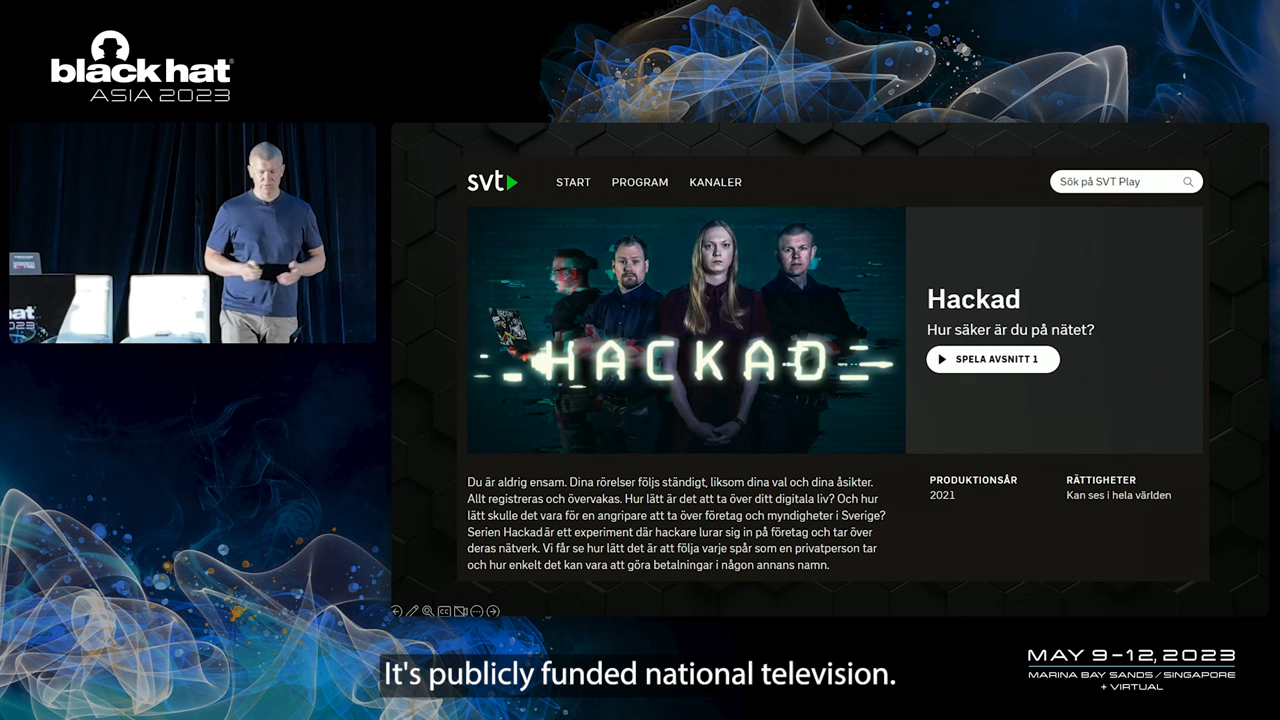 black hat®
ASIA 2023
svt
START PROGRAM KANALER
Sök på SVT Play
HACKAD
Hackad
Hur säker är du på nätet?
SPELA AVSNITT 1
Du är aldrig ensam. Dina rörelser följs ständigt, liksom dina val och dina åsikter.
Allt registreras och övervakas. Hur lätt är det att ta över ditt digitala liv? Och hur
lätt skulle det vara för en angripare att ta över företag och myndigheter i Sverige?
Serien Hackad är ett experiment där hackare lurar sig in på företag och tar över
deras nätverk. Vi får se hur lätt det är att följa varje spår som en privatperson tar
och hur enkelt det kan vara att göra betalningar i någon annans namn.
PRODUKTIONSÅR
2021
RÄTTIGHETER
Kan ses i hela världen
CC
It's publicly funded national television.
MAY 9-12, 2023
MARINA BAY SANDS / SINGAPORE
+ VIRTUAL